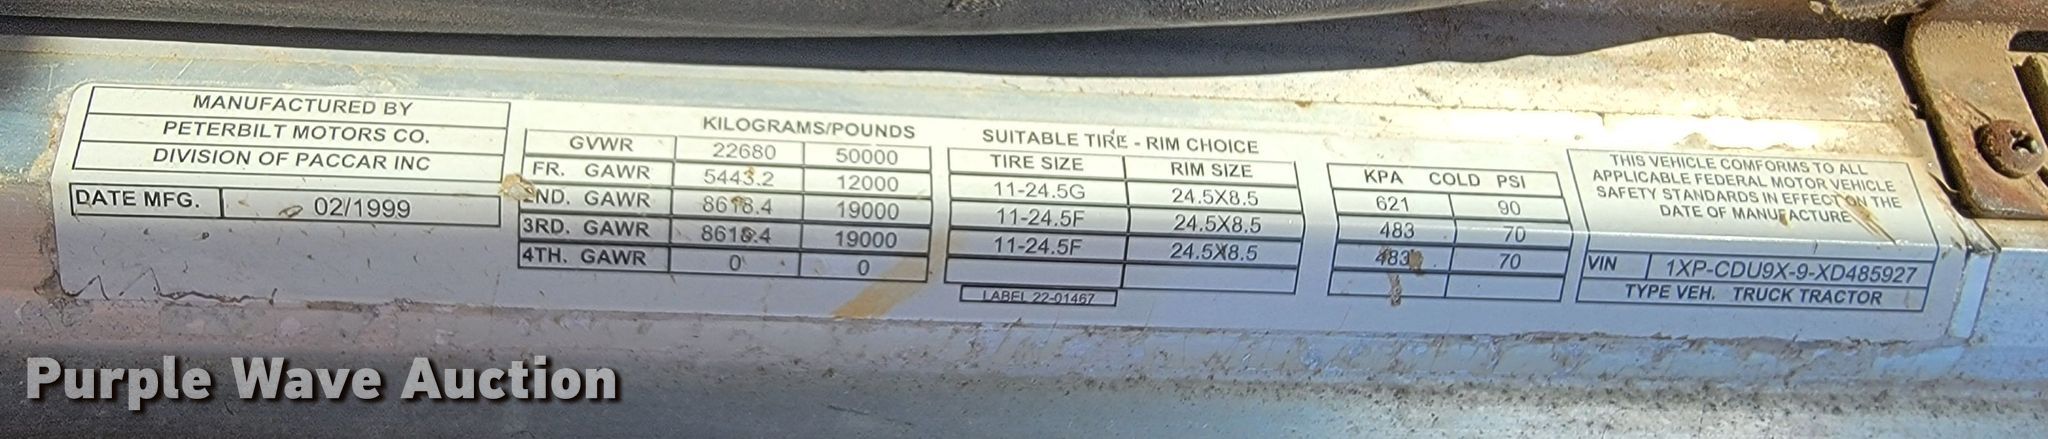 MANUFACTURED BY
PETERBILT MOTORS CO.
DIVISION OF PACCAR INC
DATE MFG. 02/1999
KILOGRAMS/POUNDS
GVWR 22680 50000
FR. GAWR 5443.2 12000
2ND. GAWR 8618.4 19000
3RD. GAWR 8618.4 19000
4TH. GAWR 0 0
SUITABLE TIRE - RIM CHOICE
TIRE SIZE RIM SIZE
11-24.5G 24.5X8.5
11-24.5F 24.5X8.5
11-24.5F 24.5X8.5
LABEL 22-01467
KPA COLD PSI
621 90
483 70
483 70
THIS VEHICLE COMFORMS TO ALL
APPLICABLE FEDERAL MOTOR VEHICLE
SAFETY STANDARDS IN EFFECT ON THE
DATE OF MANUFACTURE
VIN 1XP-CDU9X-9-XD485927
TYPE VEH. TRUCK TRACTOR
Purple Wave Auction